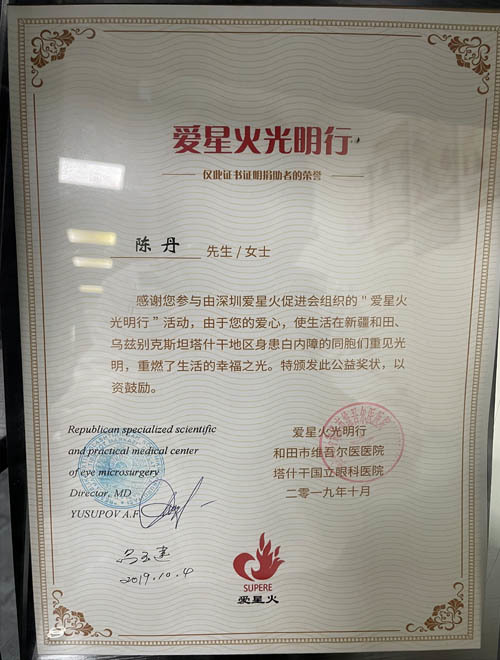 爱星火光明行
仅此证书证明捐助者的荣誉
陈丹 先生/女士
感谢您参与由深圳爱星火促进会组织的"爱星火
光明行"活动,由于您的爱心,使生活在新疆和田、
乌兹别克斯坦塔什干地区身患白内障的同胞们重见光
明,重燃了生活的幸福之光。特颁发此公益奖状,以
资鼓励。
Republican specialized scientific
and practical medical center
of eye microsurgery
Director, MD
YUSUPOV A.F
爱星火光明行
和田市维吾尔医医院
塔什干国立眼科医院
二零一九年十月
2019.10.4
SUPERE
爱星火